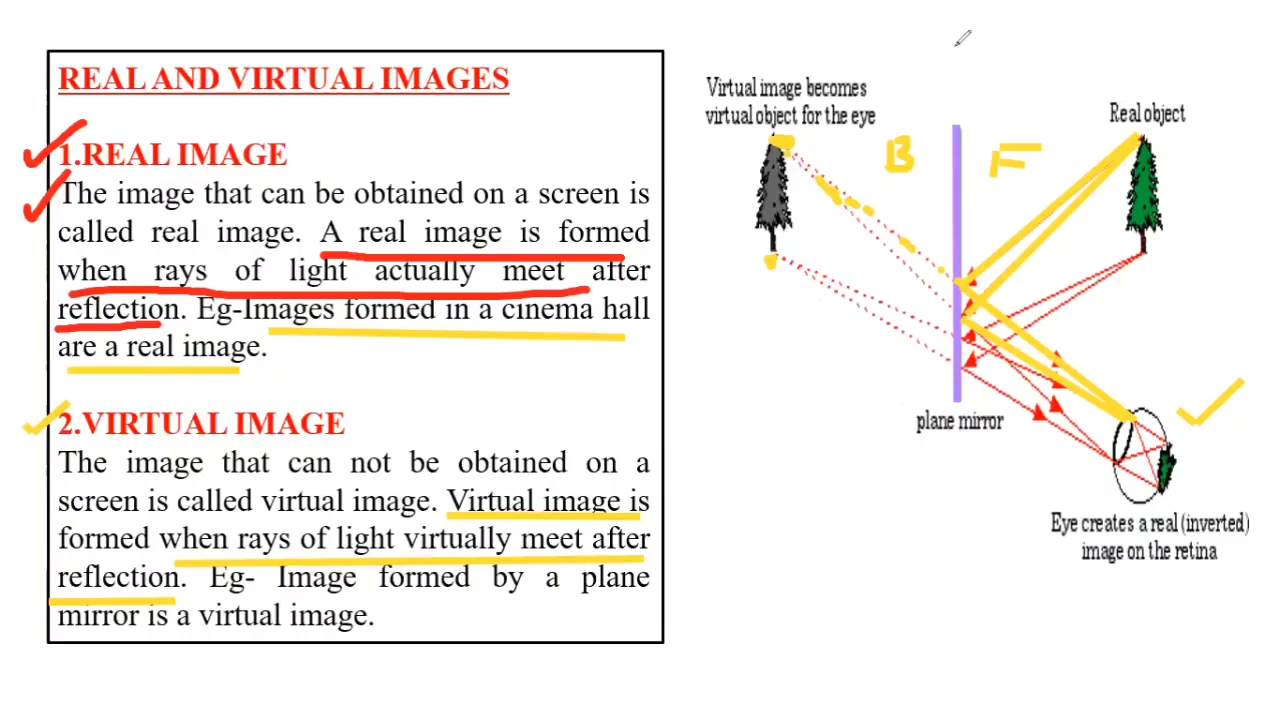 REAL AND VIRTUAL IMAGES
1.REAL IMAGE
The image that can be obtained on a screen is
called real image. A real image is formed
when rays of light actually meet after
reflection. Eg-Images formed in a cinema hall
are a real image.
2.VIRTUAL IMAGE
The image that can not be obtained on a
screen is called virtual image. Virtual image is
formed when rays of light virtually meet after
reflection. Eg- Image formed by a plane
mirror is a virtual image.
Virtual image becomes
virtual object for the eye
B
F
Real object
plane mirror
Eye creates a real (inverted)
image on the retina